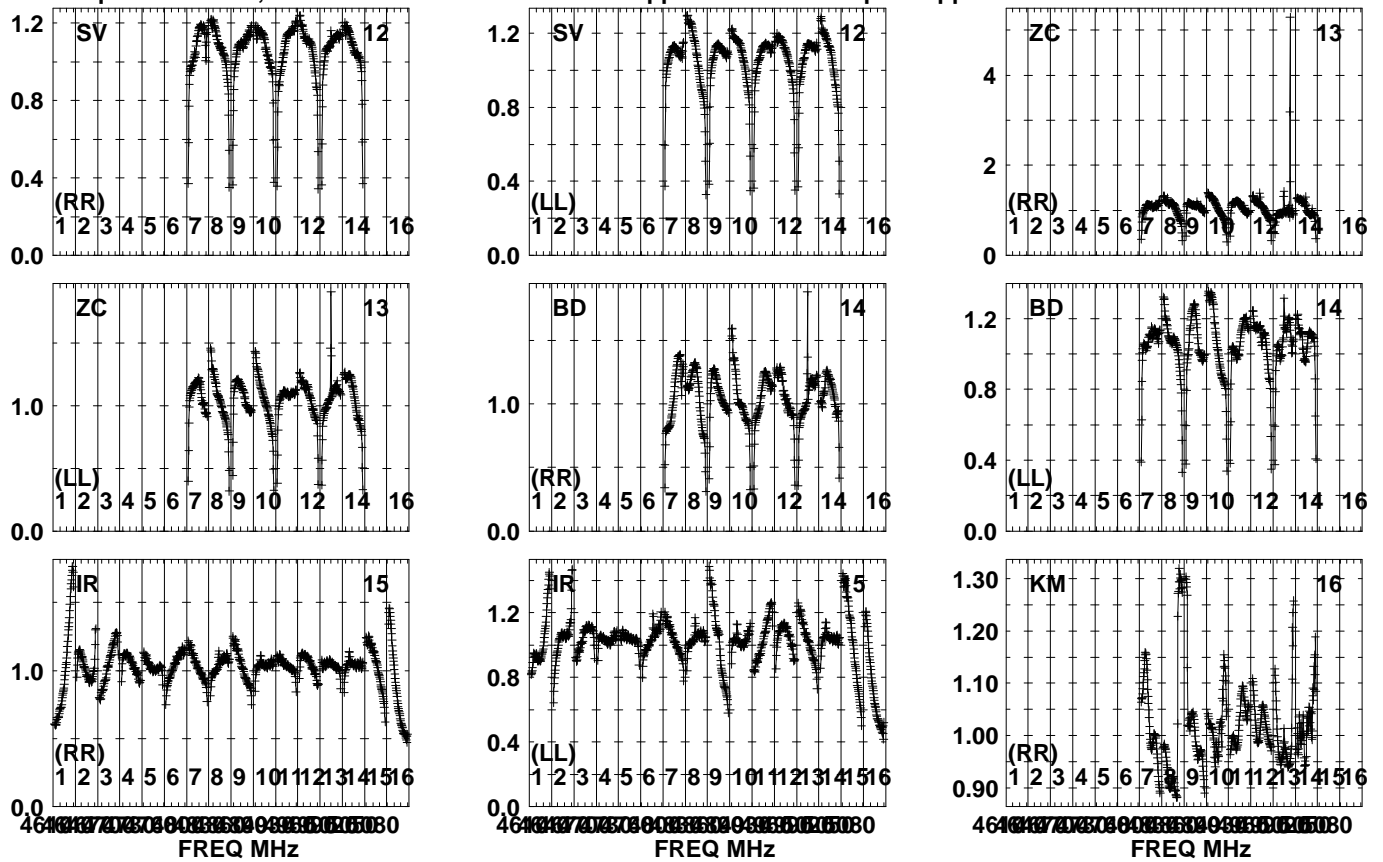 SV 12
1.2
0.8
0.4
0.0
(RR)
1 2 3 4 5 6 7 8 9 10 12 14 16
SV 12
1.2
0.8
0.4
0.0
(LL)
1 2 3 4 5 6 7 8 9 10 12 14 16
ZC 13
4
2
0
(RR)
1 2 3 4 5 6 7 8 9 10 12 14 16
ZC 13
1.0
0.0
(LL)
1 2 3 4 5 6 7 8 9 10 12 14 16
BD 14
1.0
0.0
(RR)
1 2 3 4 5 6 7 8 9 10 12 14 16
BD 14
1.2
0.8
0.4
0.0
(LL)
1 2 3 4 5 6 7 8 9 10 12 14 16
IR 15
1.0
0.0
(RR)
1 2 3 4 5 6 7 8 9 10 11 12 13 14 15 16
FREQ MHz
IR
1.2
0.8
0.4
0.0
(LL)
1 2 3 4 5 6 7 8 9 10 11 12 13 14 15 16
FREQ MHz
KM 16
1.30
1.20
1.10
1.00
0.90
(RR)
1 2 3 4 5 6 7 8 9 10 11 12 13 14 15 16
FREQ MHz